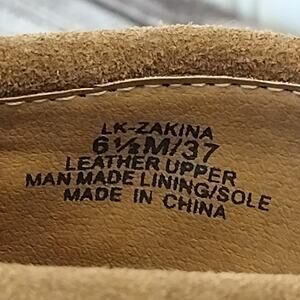 LK-ZAKINA
6½M/37
LEATHER UPPER
MAN MADE LINING/SOLE
MADE IN CHINA